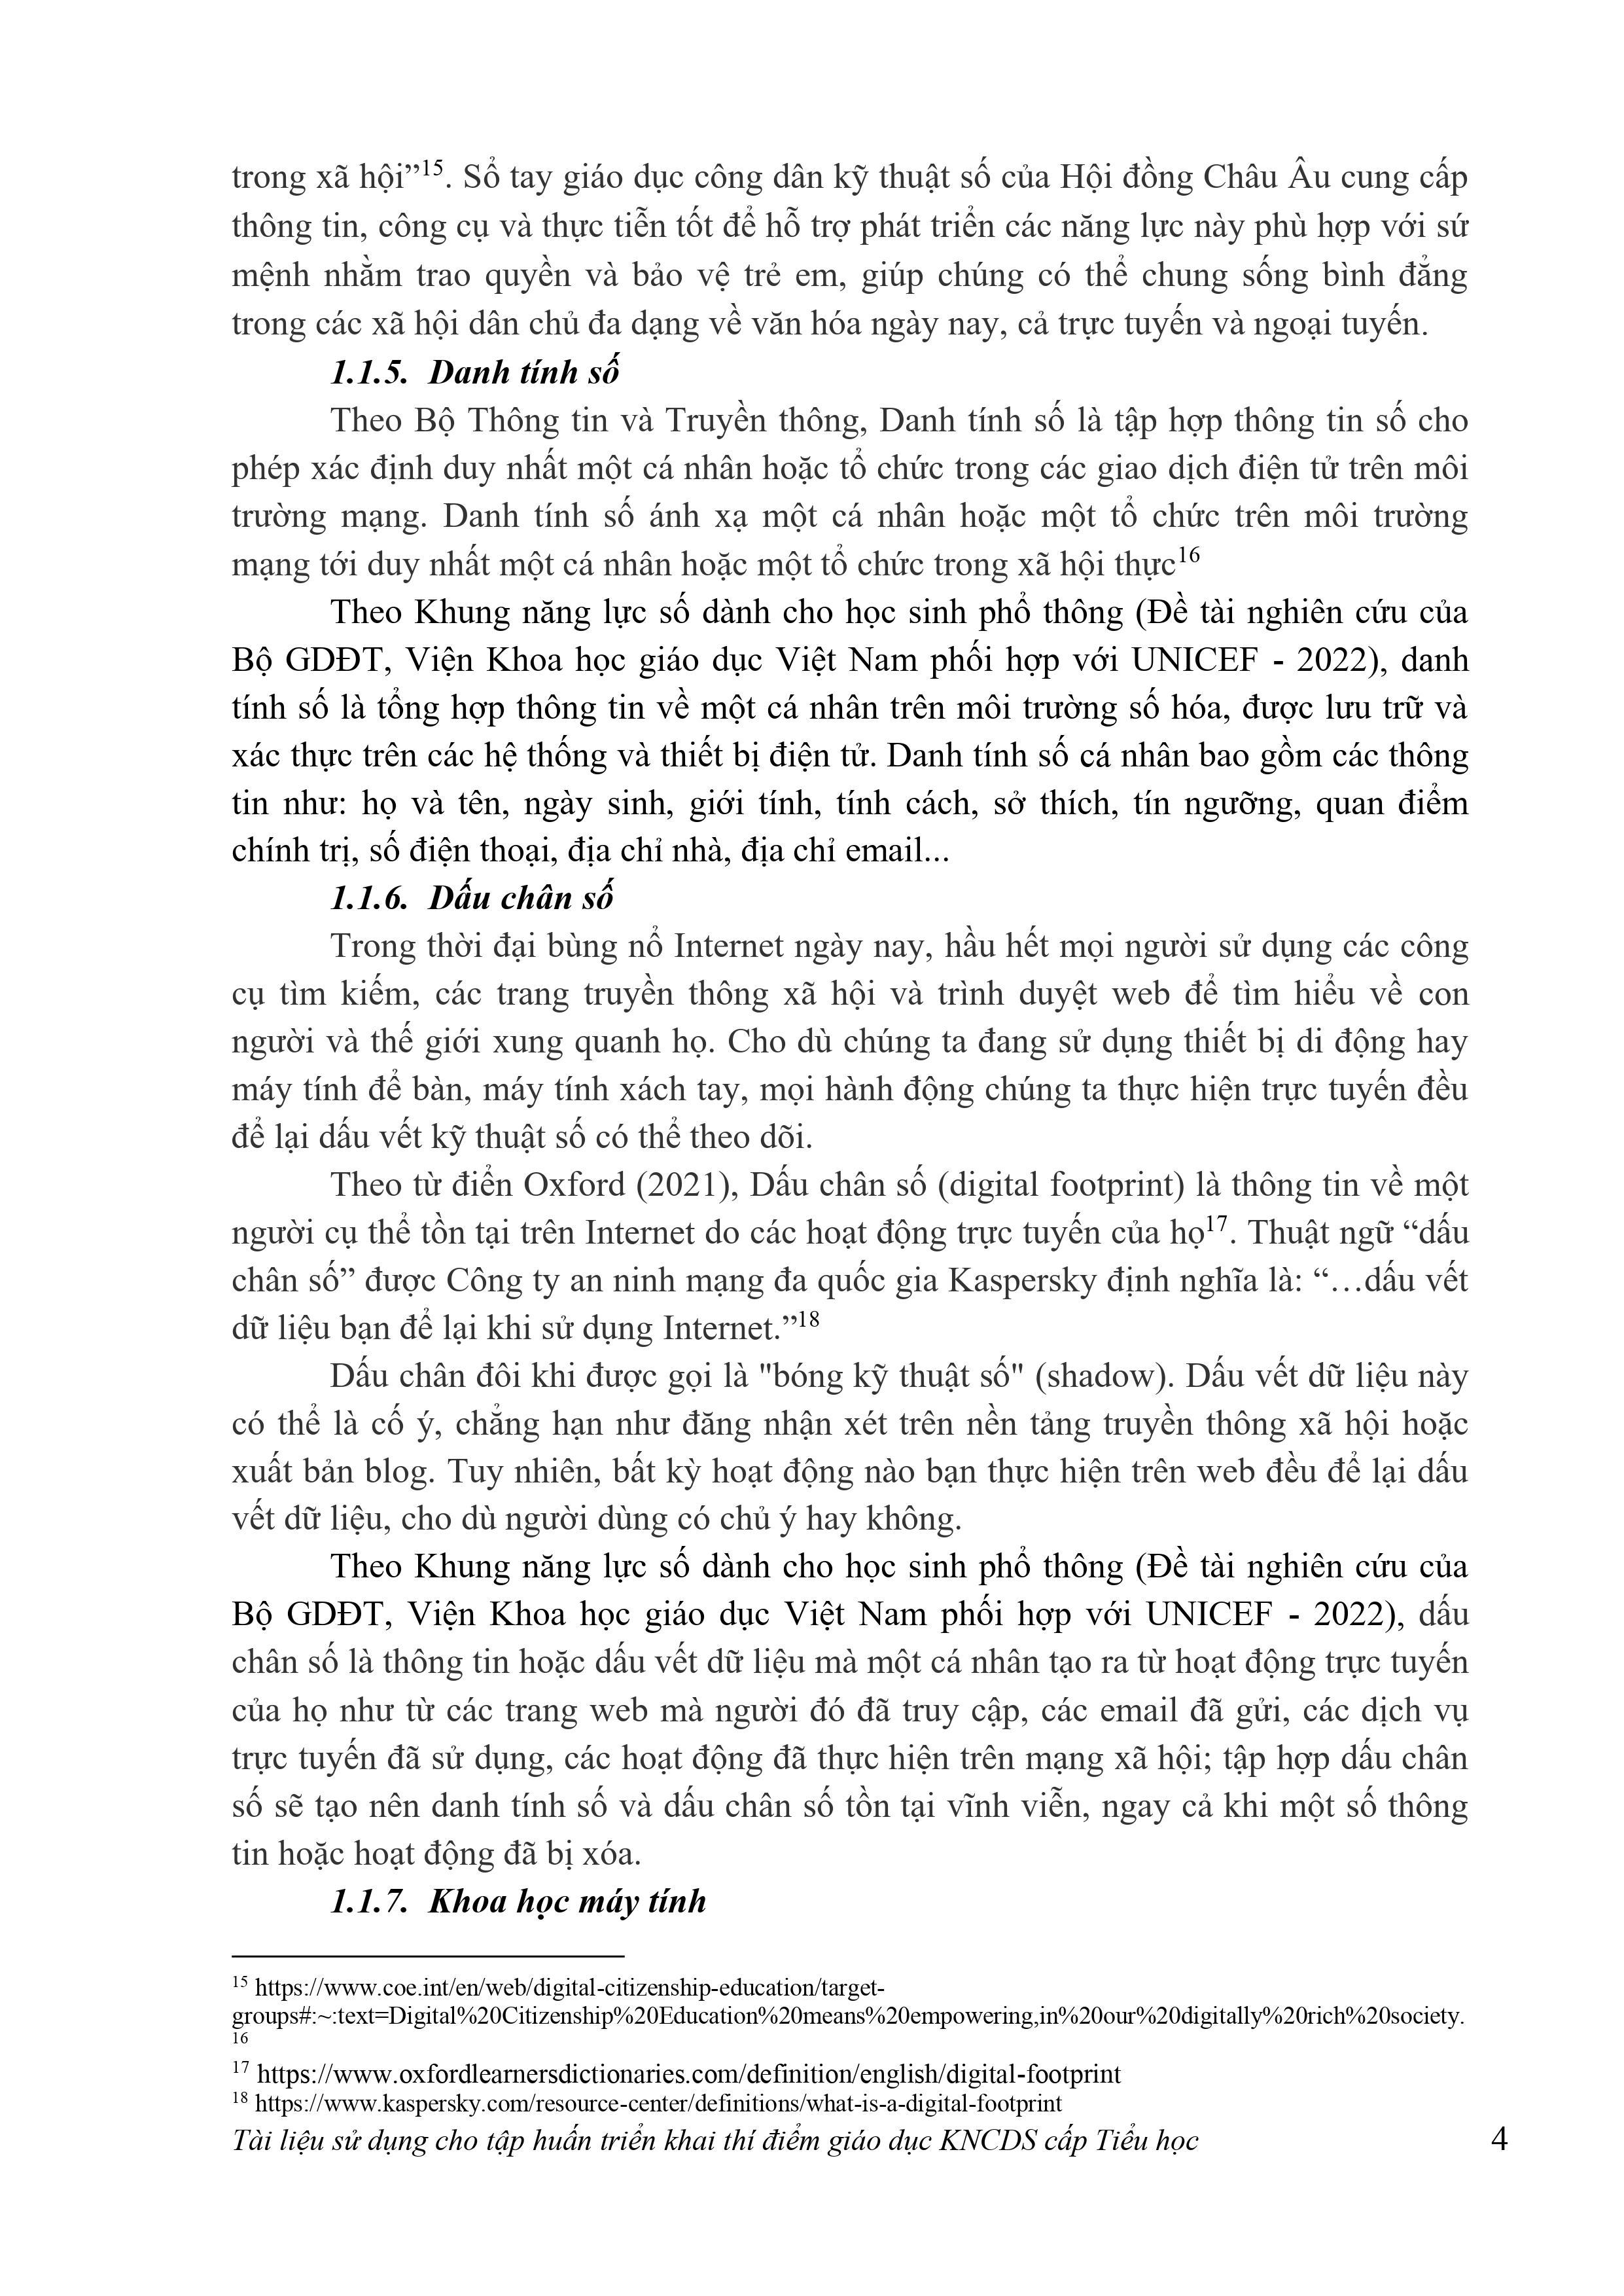 trong xã hội”15. Sổ tay giáo dục công dân kỹ thuật số của Hội đồng Châu Âu cung cấp
thông tin, công cụ và thực tiễn tốt để hỗ trợ phát triển các năng lực này phù hợp với sứ
mệnh nhằm trao quyền và bảo vệ trẻ em, giúp chúng có thể chung sống bình đẳng
trong các xã hội dân chủ đa dạng về văn hóa ngày nay, cả trực tuyến và ngoại tuyến.
1.1.5. Danh tính số
Theo Bộ Thông tin và Truyền thông, Danh tính số là tập hợp thông tin số cho
phép xác định duy nhất một cá nhân hoặc tổ chức trong các giao dịch điện tử trên môi
trường mạng. Danh tính số ánh xạ một cá nhân hoặc một tổ chức trên môi trường
mạng tới duy nhất một cá nhân hoặc một tổ chức trong xã hội thực16
Theo Khung năng lực số dành cho học sinh phổ thông (Đề tài nghiên cứu của
Bộ GDĐT, Viện Khoa học giáo dục Việt Nam phối hợp với UNICEF - 2022), danh
tính số là tổng hợp thông tin về một cá nhân trên môi trường số hóa, được lưu trữ và
xác thực trên các hệ thống và thiết bị điện tử. Danh tính số cá nhân bao gồm các thông
tin như: họ và tên, ngày sinh, giới tính, tính cách, sở thích, tín ngưỡng, quan điểm
chính trị, số điện thoại, địa chỉ nhà, địa chỉ email...
1.1.6. Dấu chân số
Trong thời đại bùng nổ Internet ngày nay, hầu hết mọi người sử dụng các công
cụ tìm kiếm, các trang truyền thông xã hội và trình duyệt web để tìm hiểu về con
người và thế giới xung quanh họ. Cho dù chúng ta đang sử dụng thiết bị di động hay
máy tính để bàn, máy tính xách tay, mọi hành động chúng ta thực hiện trực tuyến đều
để lại dấu vết kỹ thuật số có thể theo dõi.
Theo từ điển Oxford (2021), Dấu chân số (digital footprint) là thông tin về một
người cụ thể tồn tại trên Internet do các hoạt động trực tuyến của họ17. Thuật ngữ “dấu
chân số” được Công ty an ninh mạng đa quốc gia Kaspersky định nghĩa là: “…dấu vết
dữ liệu bạn để lại khi sử dụng Internet.”18
Dấu chân đôi khi được gọi là "bóng kỹ thuật số" (shadow). Dấu vết dữ liệu này
có thể là cố ý, chẳng hạn như đăng nhận xét trên nền tảng truyền thông xã hội hoặc
xuất bản blog. Tuy nhiên, bất kỳ hoạt động nào bạn thực hiện trên web đều để lại dấu
vết dữ liệu, cho dù người dùng có chủ ý hay không.
Theo Khung năng lực số dành cho học sinh phổ thông (Đề tài nghiên cứu của
Bộ GDĐT, Viện Khoa học giáo dục Việt Nam phối hợp với UNICEF - 2022), dấu
chân số là thông tin hoặc dấu vết dữ liệu mà một cá nhân tạo ra từ hoạt động trực tuyến
của họ như từ các trang web mà người đó đã truy cập, các email đã gửi, các dịch vụ
trực tuyến đã sử dụng, các hoạt động đã thực hiện trên mạng xã hội; tập hợp dấu chân
số sẽ tạo nên danh tính số và dấu chân số tồn tại vĩnh viễn, ngay cả khi một số thông
tin hoặc hoạt động đã bị xóa.
1.1.7. Khoa học máy tính
15 https://www.coe.int/en/web/digital-citizenship-education/target-
groups#:~:text=Digital%20Citizenship%20Education%20means%20empowering,in%20our%20digitally%20rich%20society.
16
17 https://www.oxfordlearnersdictionaries.com/definition/english/digital-footprint
18 https://www.kaspersky.com/resource-center/definitions/what-is-a-digital-footprint
Tài liệu sử dụng cho tập huấn triển khai thí điểm giáo dục KNCDS cấp Tiểu học 4